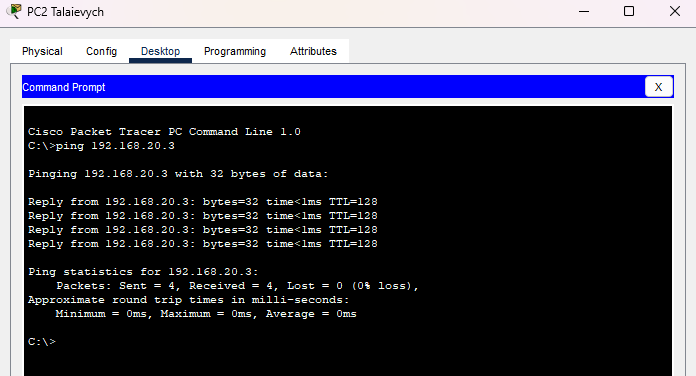 PC2 Talaievych
Physical Config Desktop Programming Attributes
Command Prompt X
Cisco Packet Tracer PC Command Line 1.0
C:\>ping 192.168.20.3
Pinging 192.168.20.3 with 32 bytes of data:
Reply from 192.168.20.3: bytes=32 time<1ms TTL=128
Reply from 192.168.20.3: bytes=32 time<1ms TTL=128
Reply from 192.168.20.3: bytes=32 time<1ms TTL=128
Reply from 192.168.20.3: bytes=32 time<1ms TTL=128
Ping statistics for 192.168.20.3:
Packets: Sent = 4, Received = 4, Lost = 0 (0% loss),
Approximate round trip times in milli-seconds:
Minimum = 0ms, Maximum = 0ms, Average = 0ms
C:\>